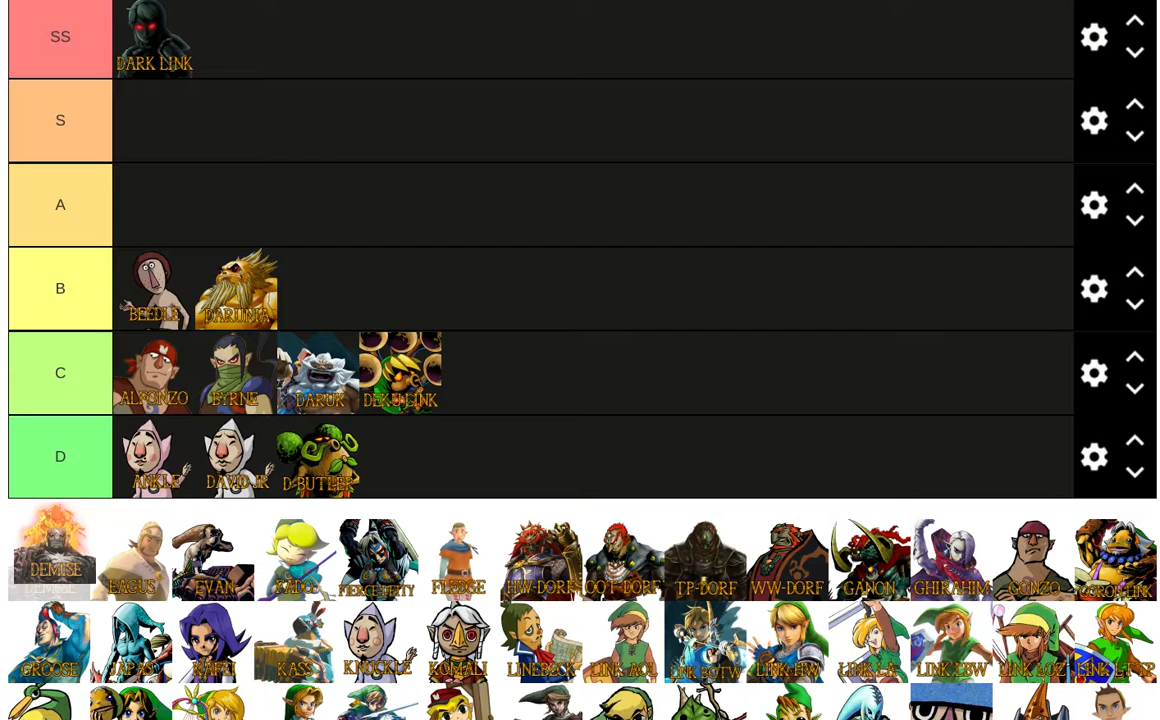 SS
DARK LINK
S
A
B
BEEDLE DARUNIA
C
ALFONZO BYRNE DARUK DEKU LINK
D
ANKLE DAVID JR D-BUTLER
DEMISE EAGUS EVAN FADO FIERCE DEITY FLEDGE HW-DORF OOT-DORF TP-DORF WW-DORF GANON GHIRAHIM GONZO GORON LINK
GROOSE JAPAS KAFEI KASS KNUCKLE KOMALI LINEBECK LINK AOL LINK BOTW LINK HW LINK LA LINK LBW LINK LOZ LINK LTTP